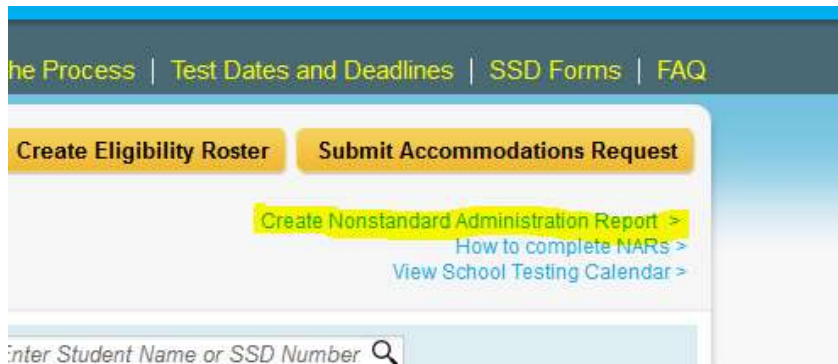 he Process | Test Dates and Deadlines | SSD Forms | FAQ
Create Eligibility Roster Submit Accommodations Request
Create Nonstandard Administration Report >
How to complete NARs >
View School Testing Calendar >
Enter Student Name or SSD Number